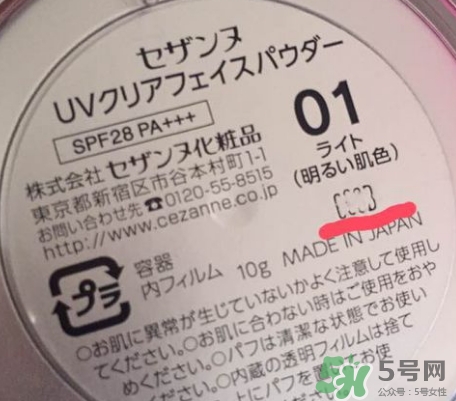 セザンヌ
UVクリアフェイスパウダー
SPF28 PA+++
01
ライト
(明るい肌色)
株式会社セザンヌ化粧品
東京都新宿区市谷本村町1-1
お問い合わせ先☎0120-55-8515
http://www.cezanne.co.jp
MADE IN JAPAN
プラ
容器
内フィルム 10g
○お肌に異常が生じていないかよく注意して使用し
てください。○お肌に合わない時はご使用をおや
めください。○パフは清潔な状態でお使い
ください。○内蔵の透明フィルムは捨て
上にパフを
お使
5号网
公众号:5号女性